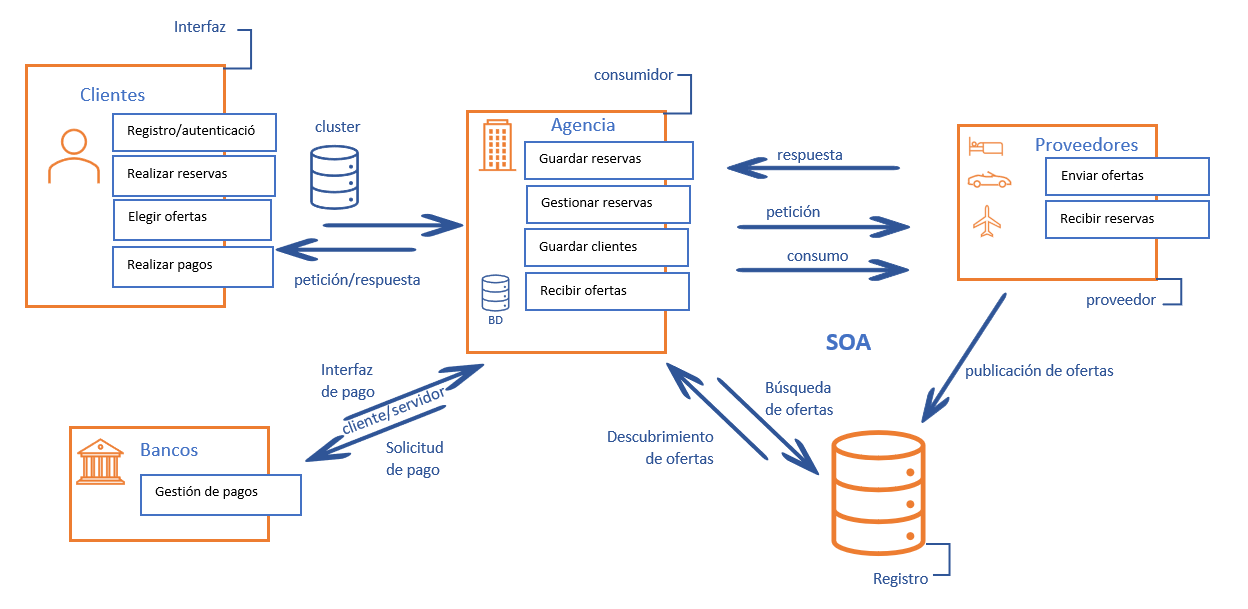 Interfaz
Clientes
Registro/autenticació
Realizar reservas
Elegir ofertas
Realizar pagos
cluster
petición/respuesta
consumidor
Agencia
Guardar reservas
Gestionar reservas
Guardar clientes
Recibir ofertas
BD
respuesta
petición
consumo
Proveedores
Enviar ofertas
Recibir reservas
proveedor
SOA
publicación de ofertas
Interfaz
de pago
cliente/servidor
Solicitud
de pago
Búsqueda
de ofertas
Descubrimiento
de ofertas
Bancos
Gestión de pagos
Registro